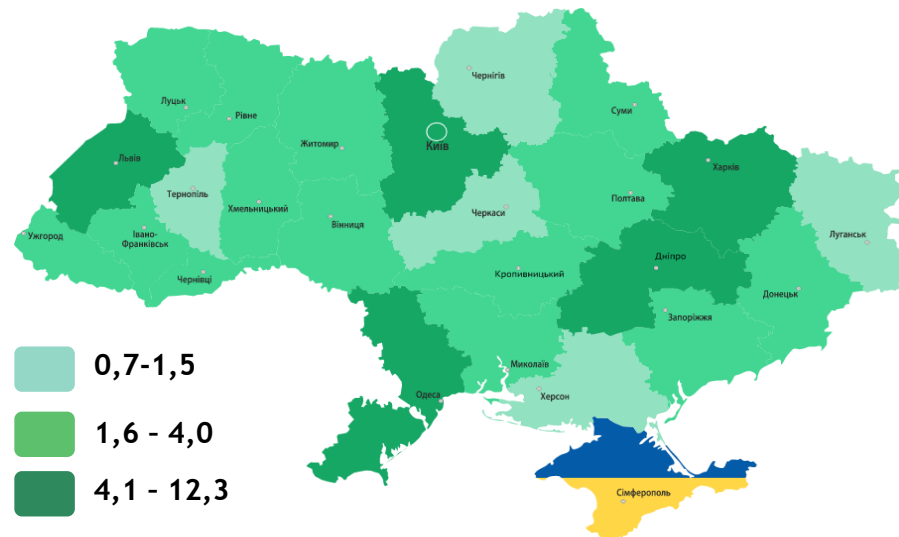 Чернігів
Суми
Луцьк
Рівне
Житомир
Київ
Львів
Харків
Тернопіль
Хмельницький
Черкаси
Полтава
Ужгород
Івано-
Франківськ
Вінниця
Луганськ
Чернівці
Кропивницький
Дніпро
Донецьк
Запоріжжя
Миколаїв
Одеса
Херсон
Сімферополь
0,7-1,5
1,6 - 4,0
4,1 - 12,3